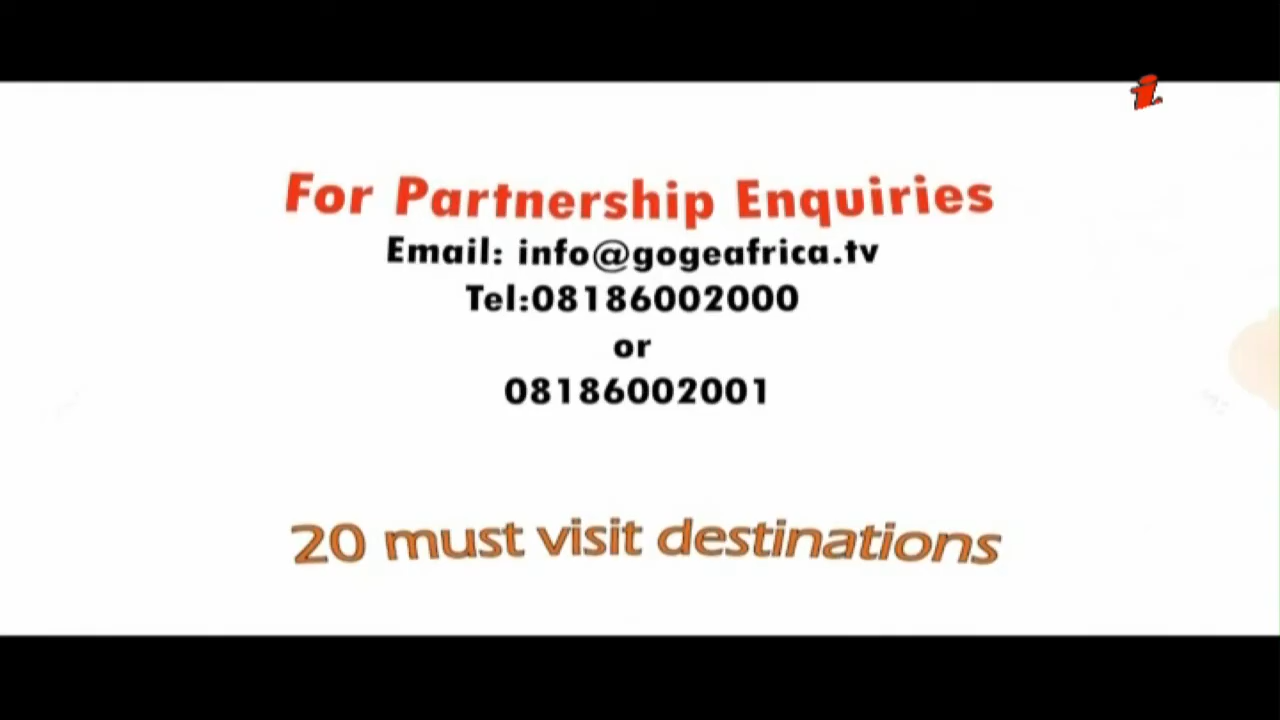 i
For Partnership Enquiries
Email: info@gogeafrica.tv
Tel:08186002000
or
08186002001
20 must visit destinations